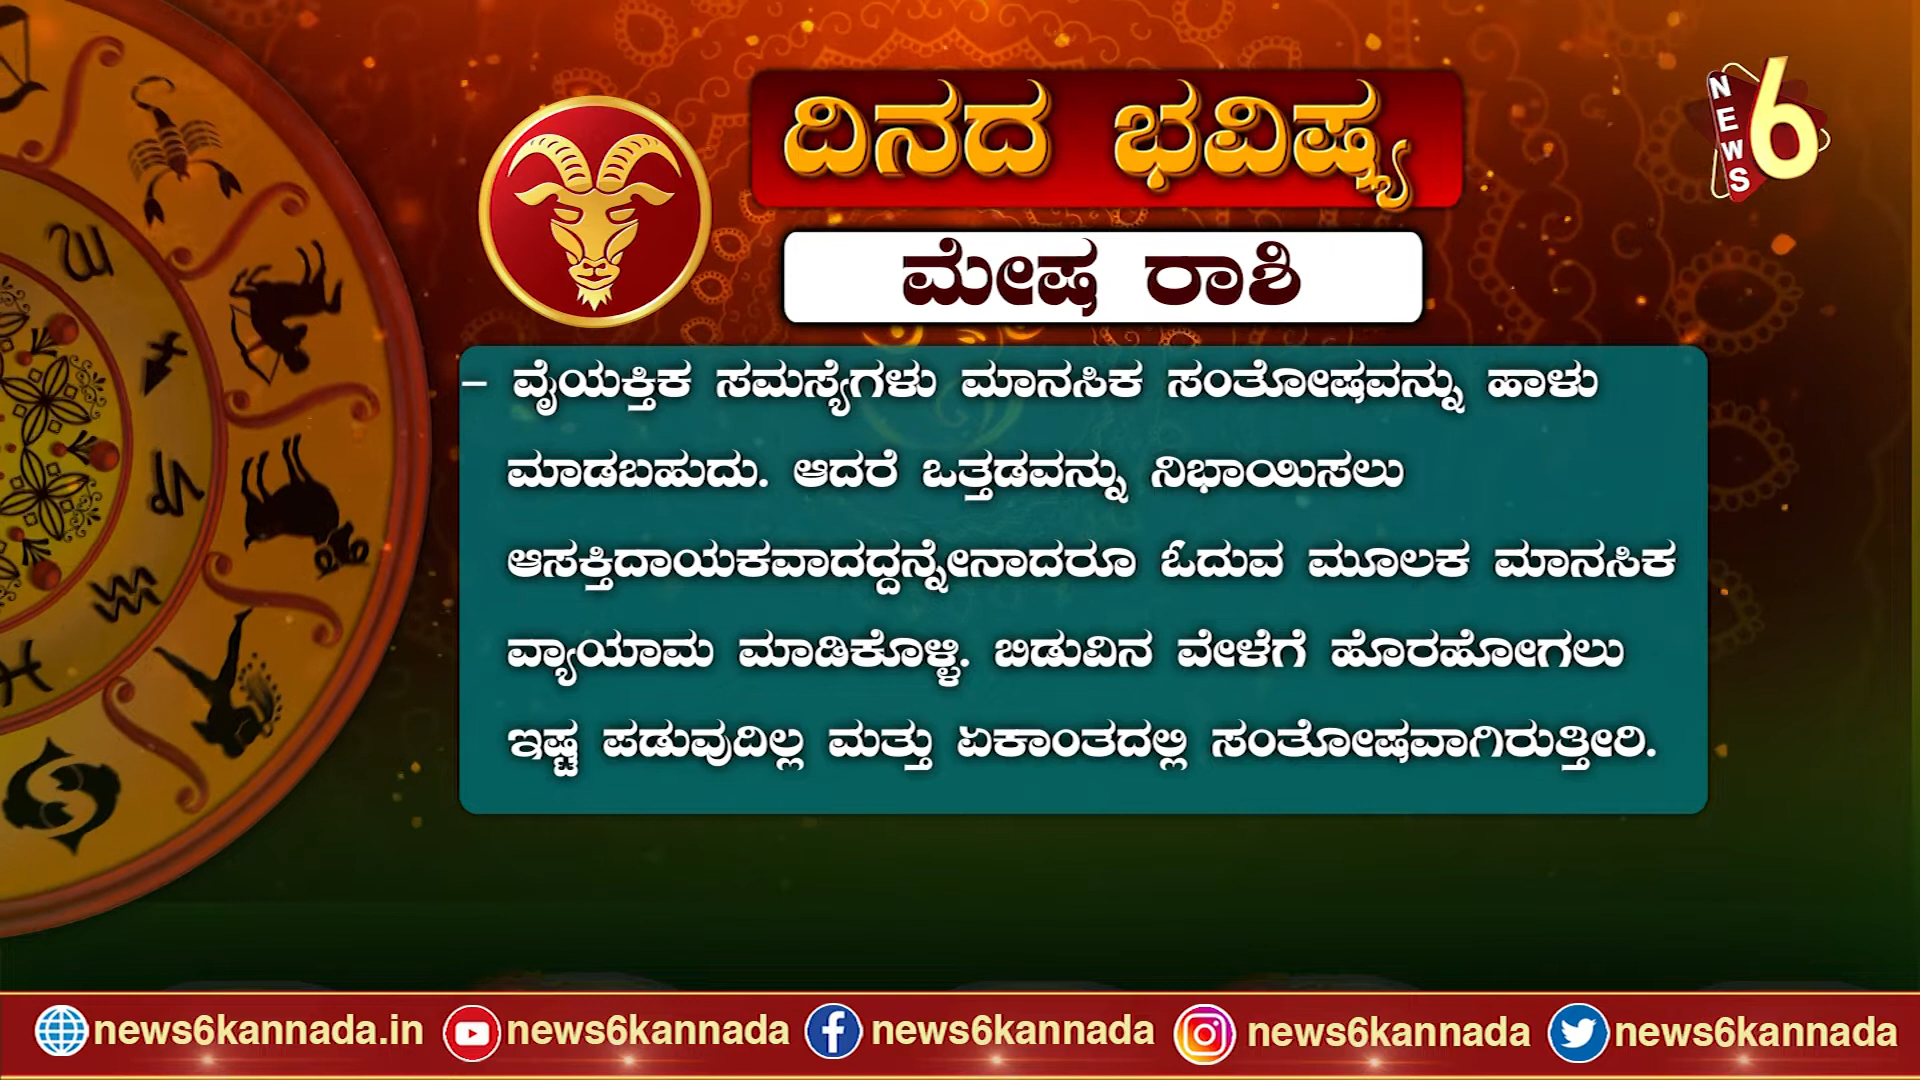 ದಿನದ ಭವಿಷ್ಯ
NEWS 6
ಮೇಷ ರಾಶಿ
– ವೈಯಕ್ತಿಕ ಸಮಸ್ಯೆಗಳು ಮಾನಸಿಕ ಸಂತೋಷವನ್ನು ಹಾಳು
ಮಾಡಬಹುದು. ಆದರೆ ಒತ್ತಡವನ್ನು ನಿಭಾಯಿಸಲು
ಆಸಕ್ತಿದಾಯಕವಾದದ್ದನ್ನೇನಾದರೂ ಓದುವ ಮೂಲಕ ಮಾನಸಿಕ
ವ್ಯಾಯಾಮ ಮಾಡಿಕೊಳ್ಳಿ. ಬಿಡುವಿನ ವೇಳೆಗೆ ಹೊರಹೋಗಲು
ಇಷ್ಟ ಪಡುವುದಿಲ್ಲ ಮತ್ತು ಏಕಾಂತದಲ್ಲಿ ಸಂತೋಷವಾಗಿರುತ್ತೀರಿ.
news6kannada.in news6kannada news6kannada news6kannada news6kannada